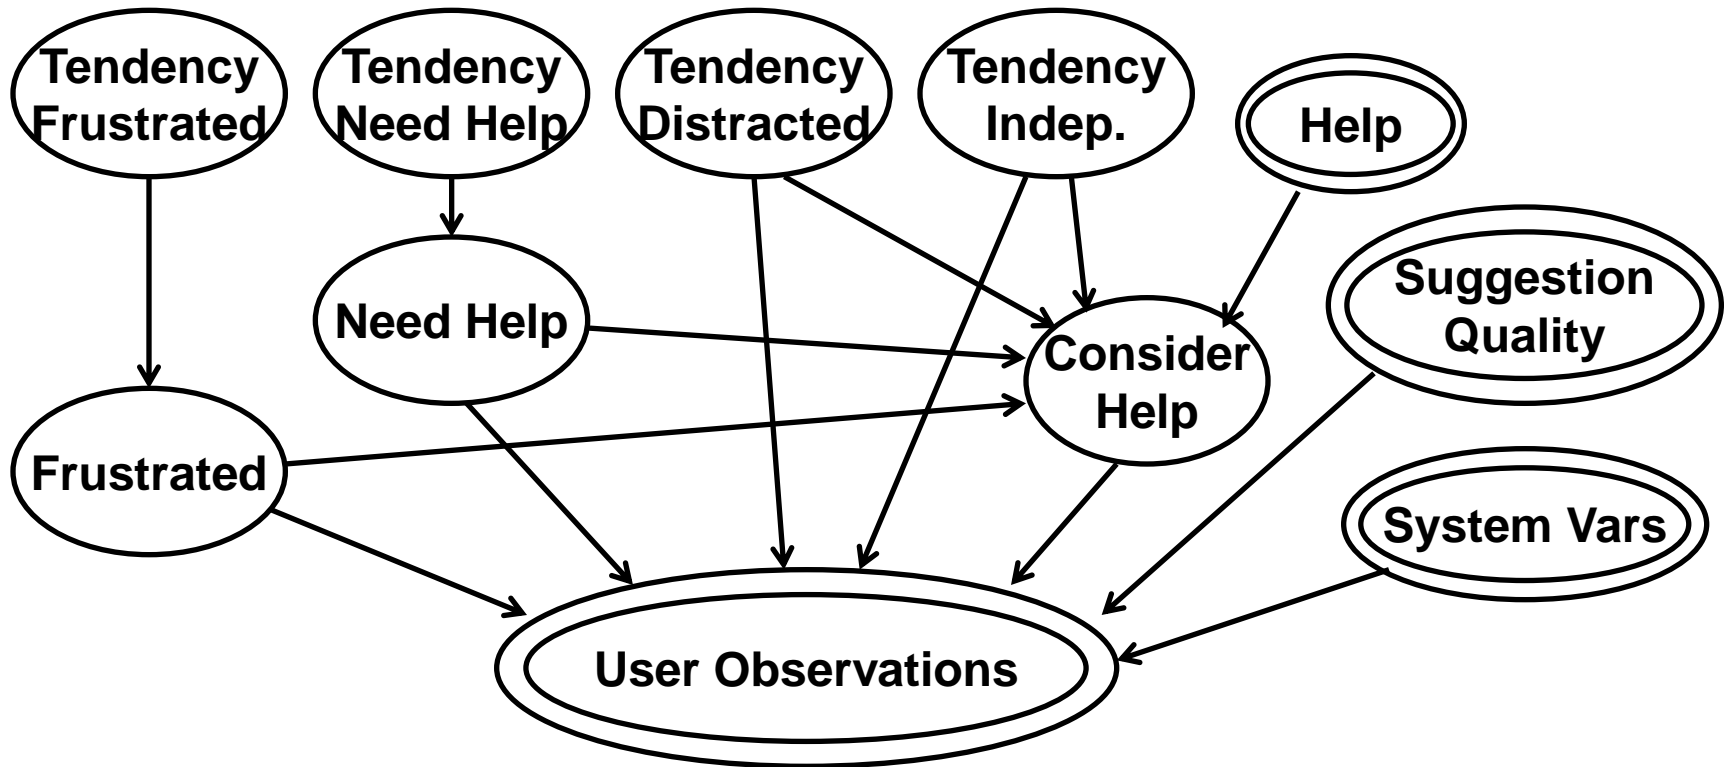 Tendency
Frustrated
Tendency
Need Help
Tendency
Distracted
Tendency
Indep.
Help
Suggestion
Quality
Need Help
Consider
Help
Frustrated
System Vars
User Observations